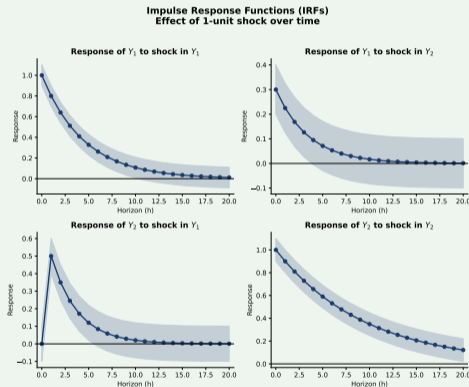 Impulse Response Functions (IRFs)
Effect of 1-unit shock over time
Response of Y₁ to shock in Y₁
Response of Y₁ to shock in Y₂
1.0
0.8
0.6
0.4
0.2
0.0
Response
0.0 2.5 5.0 7.5 10.0 12.5 15.0 17.5 20.0
Horizon (h)
0.4
0.3
0.2
0.1
0.0
−0.1
Response
0.0 2.5 5.0 7.5 10.0 12.5 15.0 17.5 20.0
Horizon (h)
Response of Y₂ to shock in Y₁
Response of Y₂ to shock in Y₂
0.6
0.5
0.4
0.3
0.2
0.1
0.0
−0.1
Response
0.0 2.5 5.0 7.5 10.0 12.5 15.0 17.5 20.0
Horizon (h)
1.0
0.8
0.6
0.4
0.2
0.0
Response
0.0 2.5 5.0 7.5 10.0 12.5 15.0 17.5 20.0
Horizon (h)